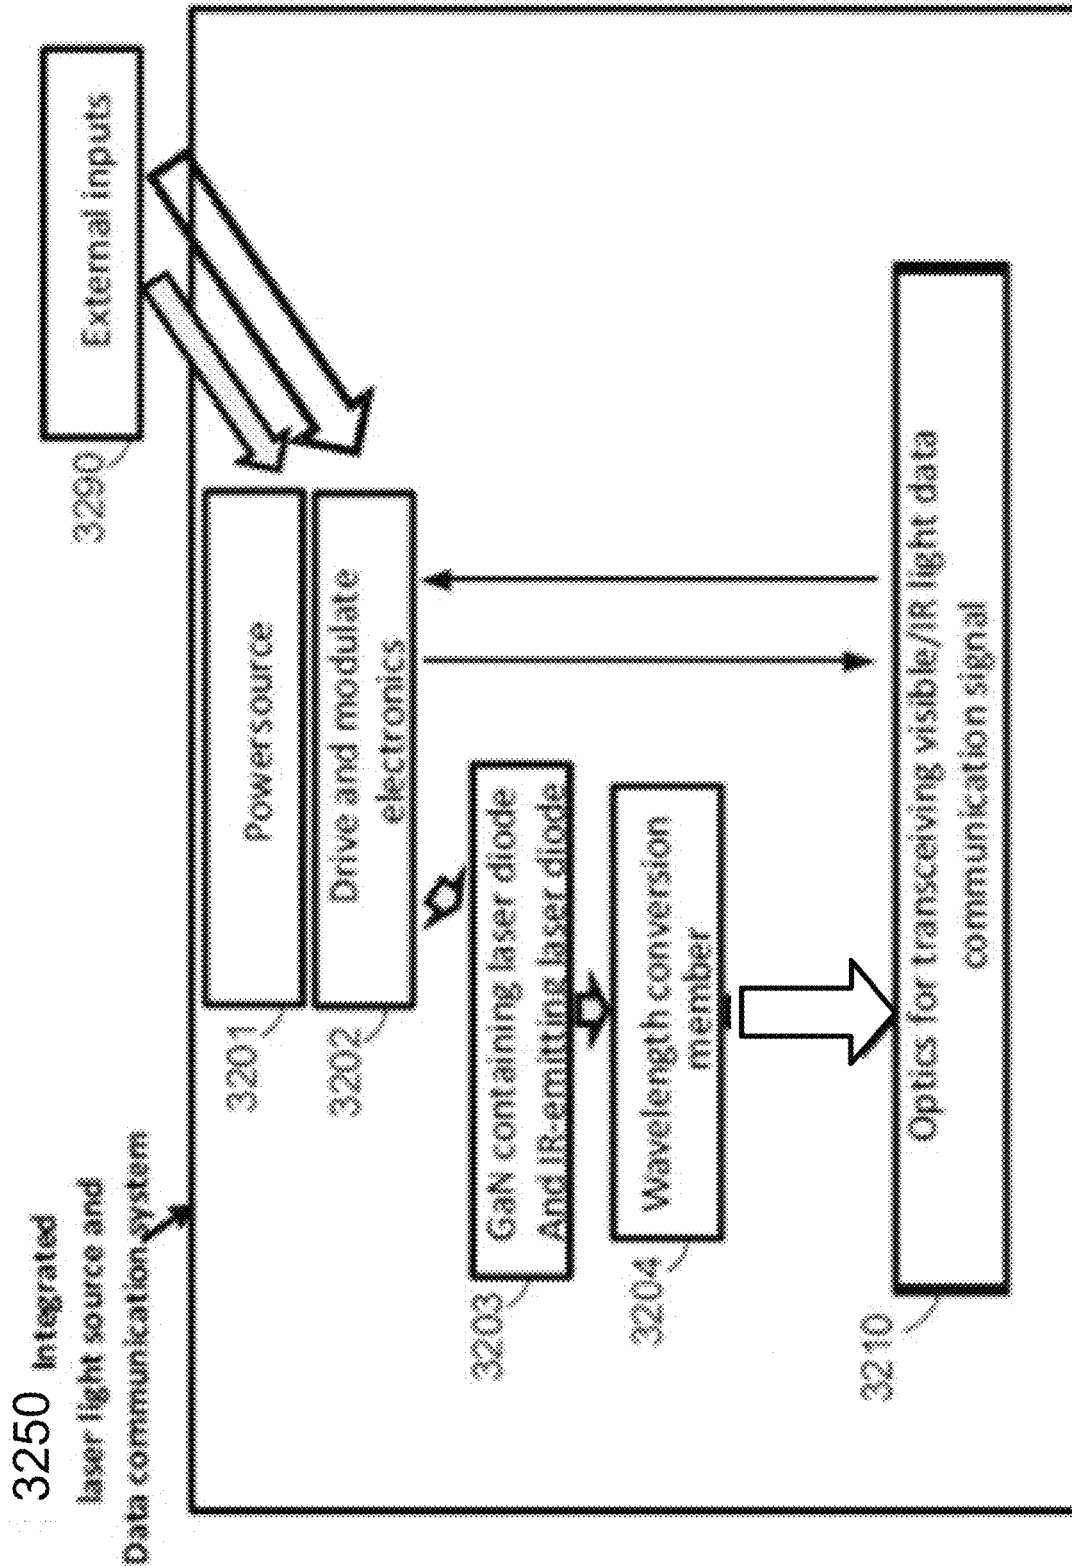 3250 Integrated
laser light source and
Data communication system
External inputs
3290
Powersource
3201
Drive and modulate
electronics
3202
GaN containing laser diode
And IR-emitting laser diode
3203
Wavelength conversion
member
3204
Optics for transceiving visible/IR light data
communication signal
3210